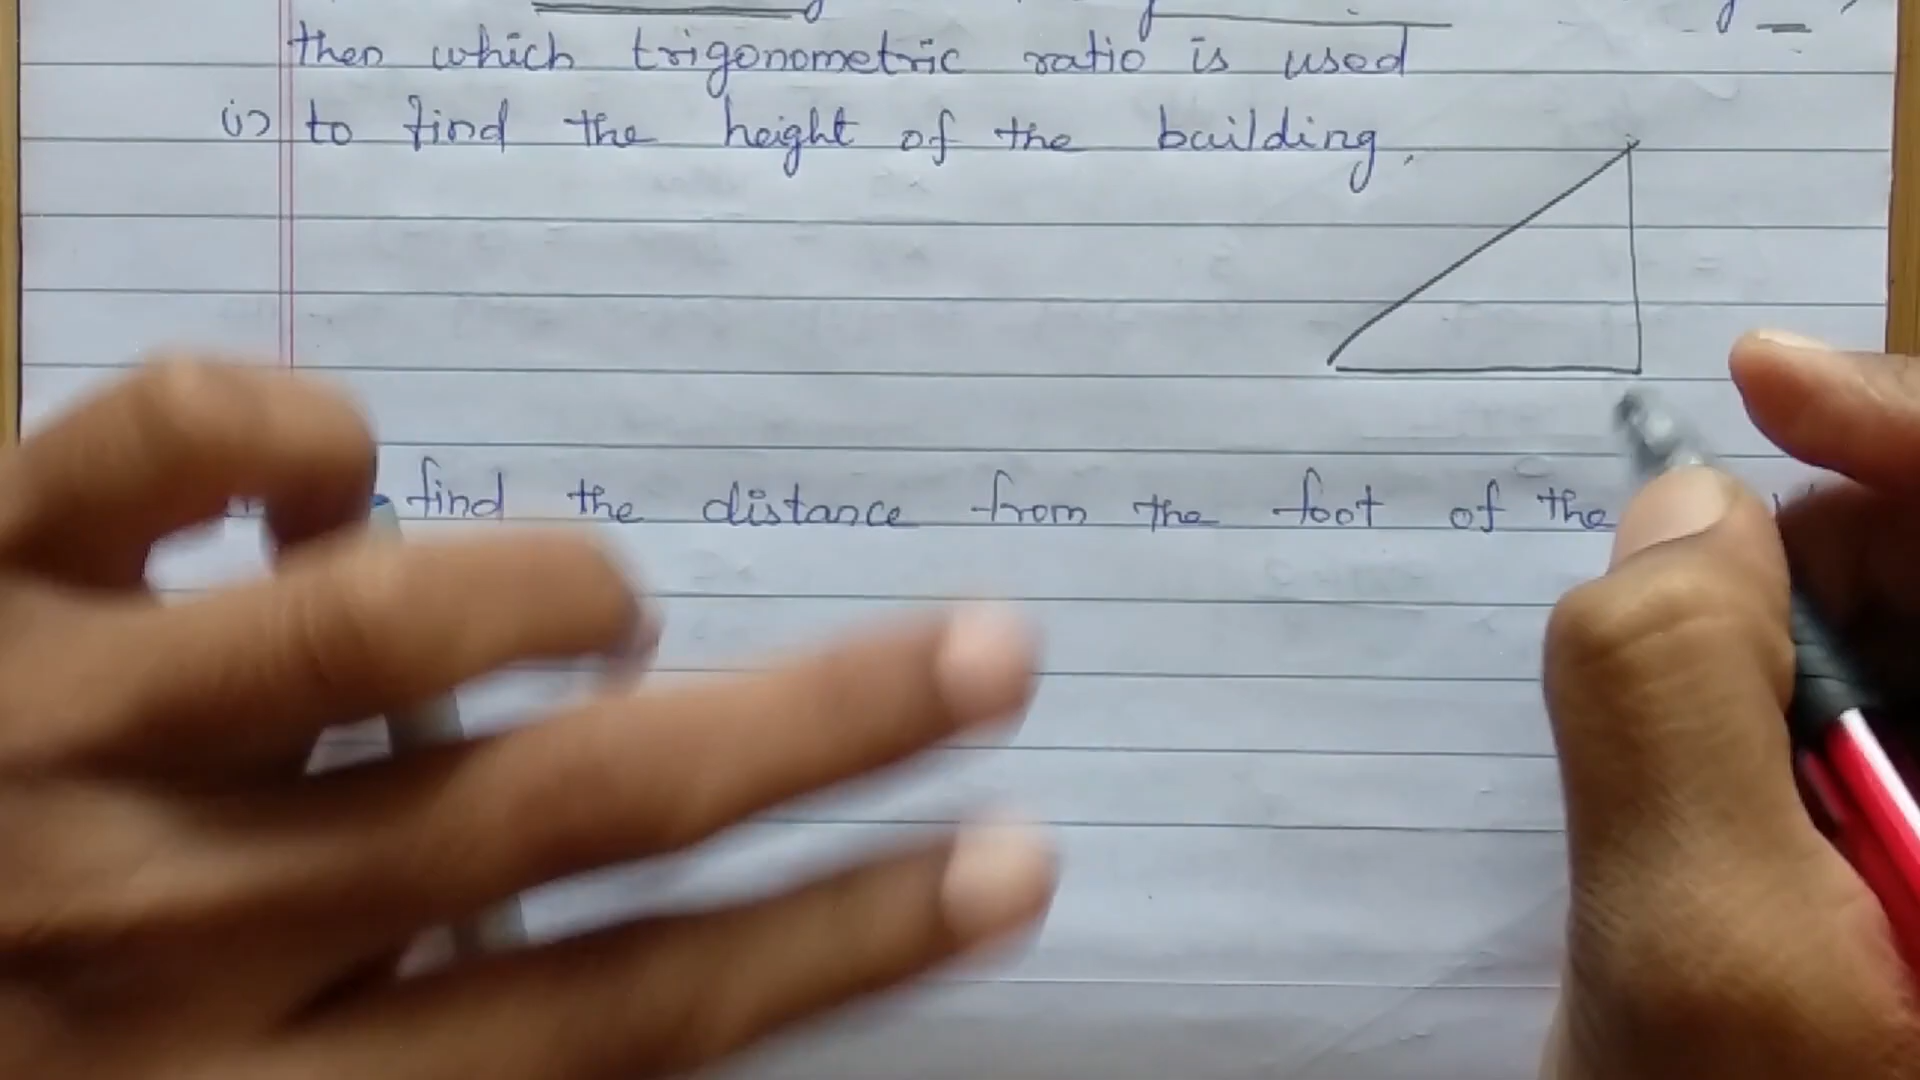 then which trigonometric ratio is used
(i) to find the height of the building.
find the distance from the foot of the